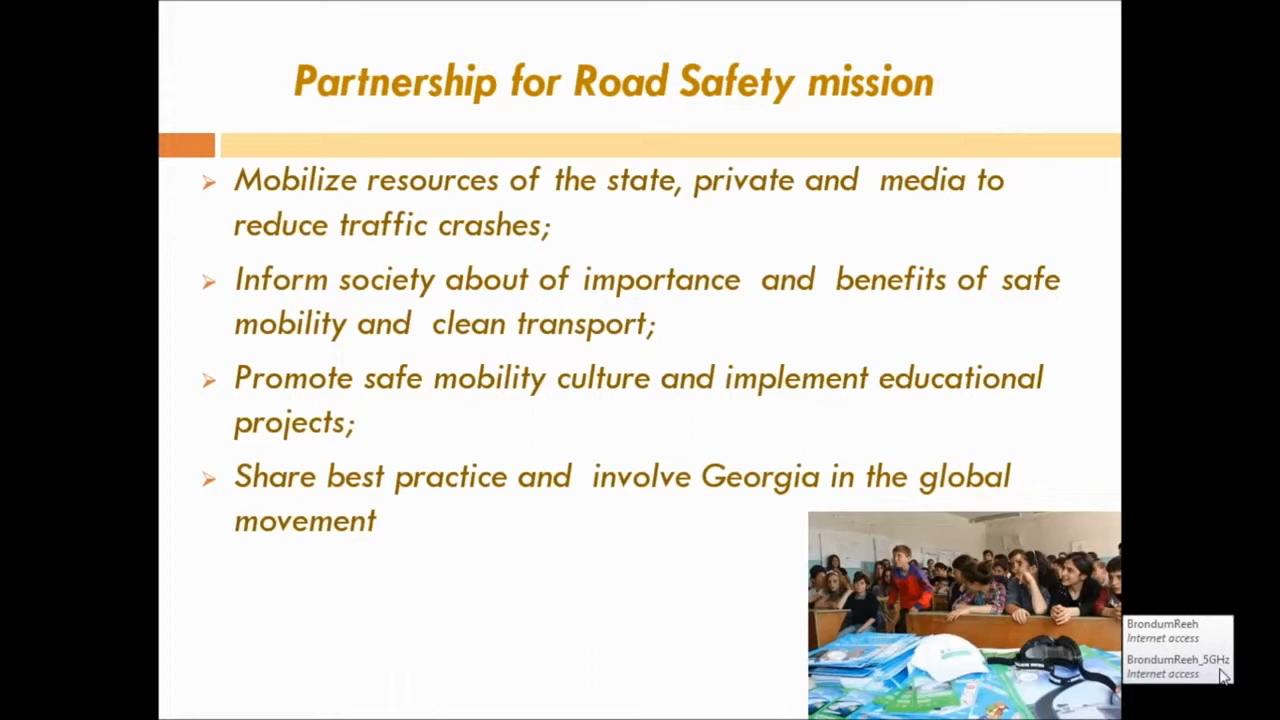 Partnership for Road Safety mission
Mobilize resources of the state, private and media to
reduce traffic crashes;
Inform society about of importance and benefits of safe
mobility and clean transport;
Promote safe mobility culture and implement educational
projects;
Share best practice and involve Georgia in the global
movement
BrondumReeh
Internet access
BrondumReeh_5GHz
Internet access